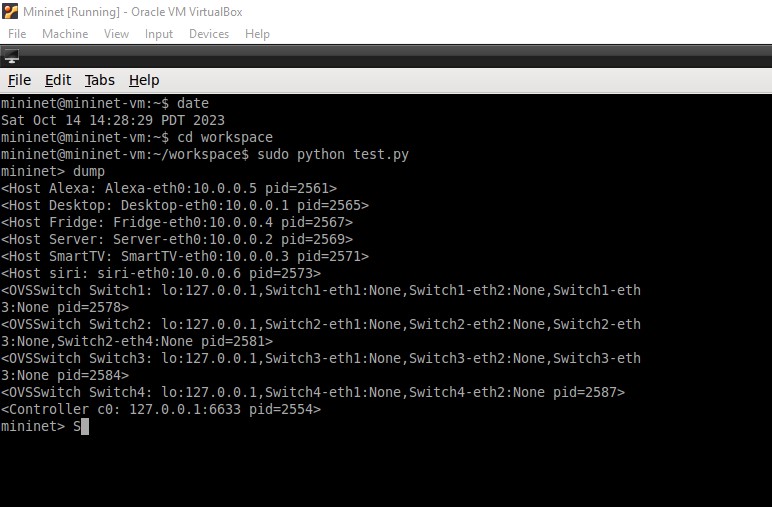 Mininet [Running] - Oracle VM VirtualBox
File Machine View Input Devices Help
File Edit Tabs Help
mininet@mininet-vm:~$ date
Sat Oct 14 14:28:29 PDT 2023
mininet@mininet-vm:~$ cd workspace
mininet@mininet-vm:~/workspace$ sudo python test.py
mininet> dump
<Host Alexa: Alexa-eth0:10.0.0.5 pid=2561>
<Host Desktop: Desktop-eth0:10.0.0.1 pid=2565>
<Host Fridge: Fridge-eth0:10.0.0.4 pid=2567>
<Host Server: Server-eth0:10.0.0.2 pid=2569>
<Host SmartTV: SmartTV-eth0:10.0.0.3 pid=2571>
<Host siri: siri-eth0:10.0.0.6 pid=2573>
<OVSSwitch Switch1: lo:127.0.0.1,Switch1-eth1:None,Switch1-eth2:None,Switch1-eth
3:None pid=2578>
<OVSSwitch Switch2: lo:127.0.0.1,Switch2-eth1:None,Switch2-eth2:None,Switch2-eth
3:None,Switch2-eth4:None pid=2581>
<OVSSwitch Switch3: lo:127.0.0.1,Switch3-eth1:None,Switch3-eth2:None,Switch3-eth
3:None pid=2584>
<OVSSwitch Switch4: lo:127.0.0.1,Switch4-eth1:None,Switch4-eth2:None pid=2587>
<Controller c0: 127.0.0.1:6633 pid=2554>
mininet> S